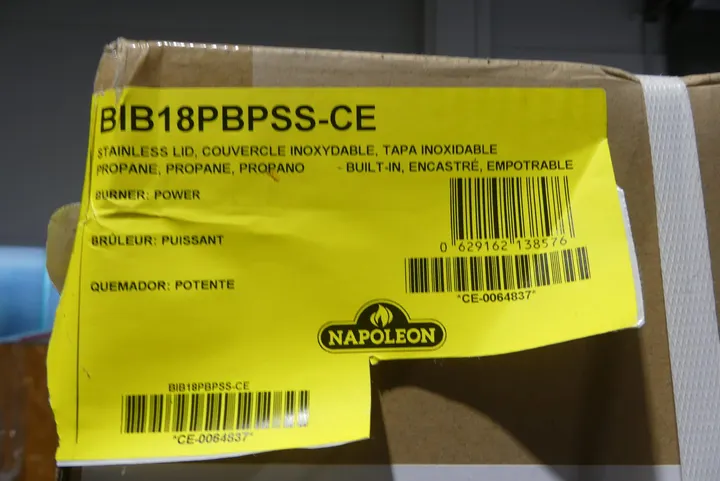 BIB18PBPSS-CE
STAINLESS LID, COUVERCLE INOXYDABLE, TAPA INOXIDABLE
PROPANE, PROPANE, PROPANO - BUILT-IN, ENCASTRÉ, EMPOTRABLE
BURNER: POWER
BRÛLEUR: PUISSANT
0 629162 138576
QUEMADOR: POTENTE
*CE-0064837*
NAPOLEON
BIB18PBPSS-CE
*CE-0064837*